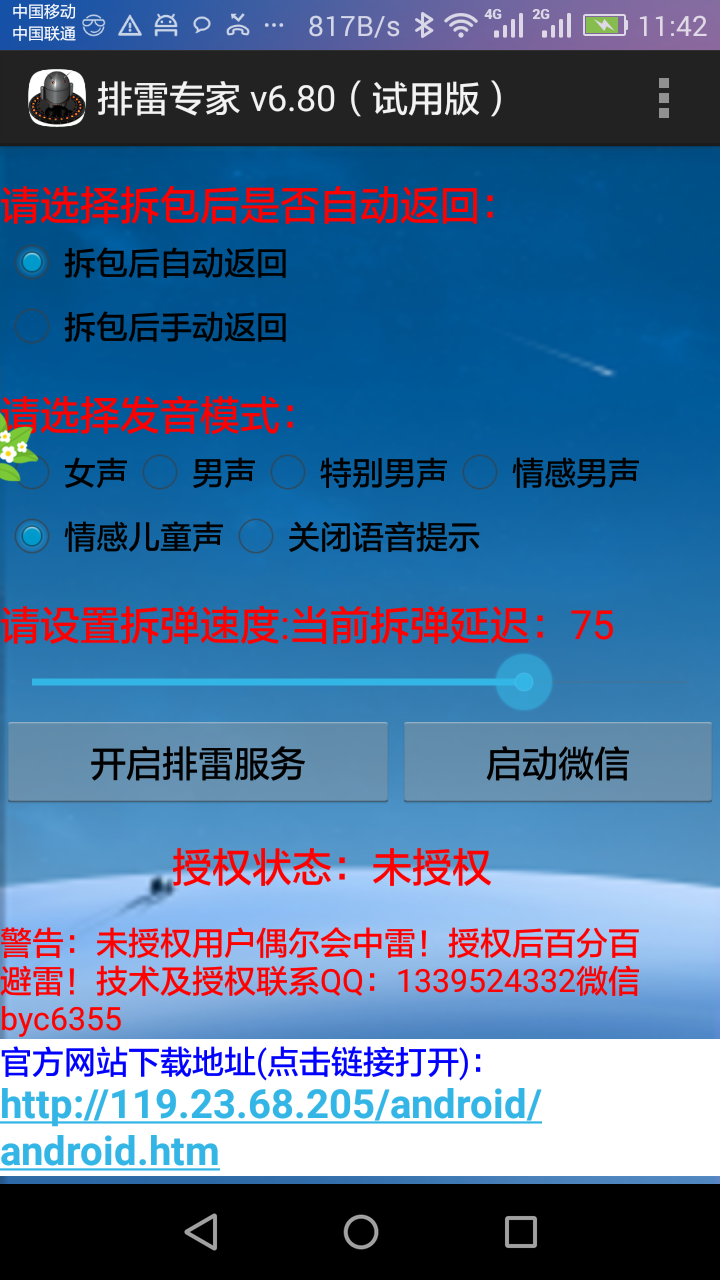 中国移动
中国联通
817B/s 4G 2G 11:42
排雷专家 v6.80（试用版）
请选择拆包后是否自动返回：
拆包后自动返回
拆包后手动返回
请选择发音模式：
女声 男声 特别男声 情感男声
情感儿童声 关闭语音提示
请设置拆弹速度:当前拆弹延迟：75
开启排雷服务 启动微信
授权状态：未授权
警告：未授权用户偶尔会中雷！授权后百分百
避雷！技术及授权联系QQ：1339524332微信
byc6355
官方网站下载地址(点击链接打开)：
http://119.23.68.205/android/
android.htm